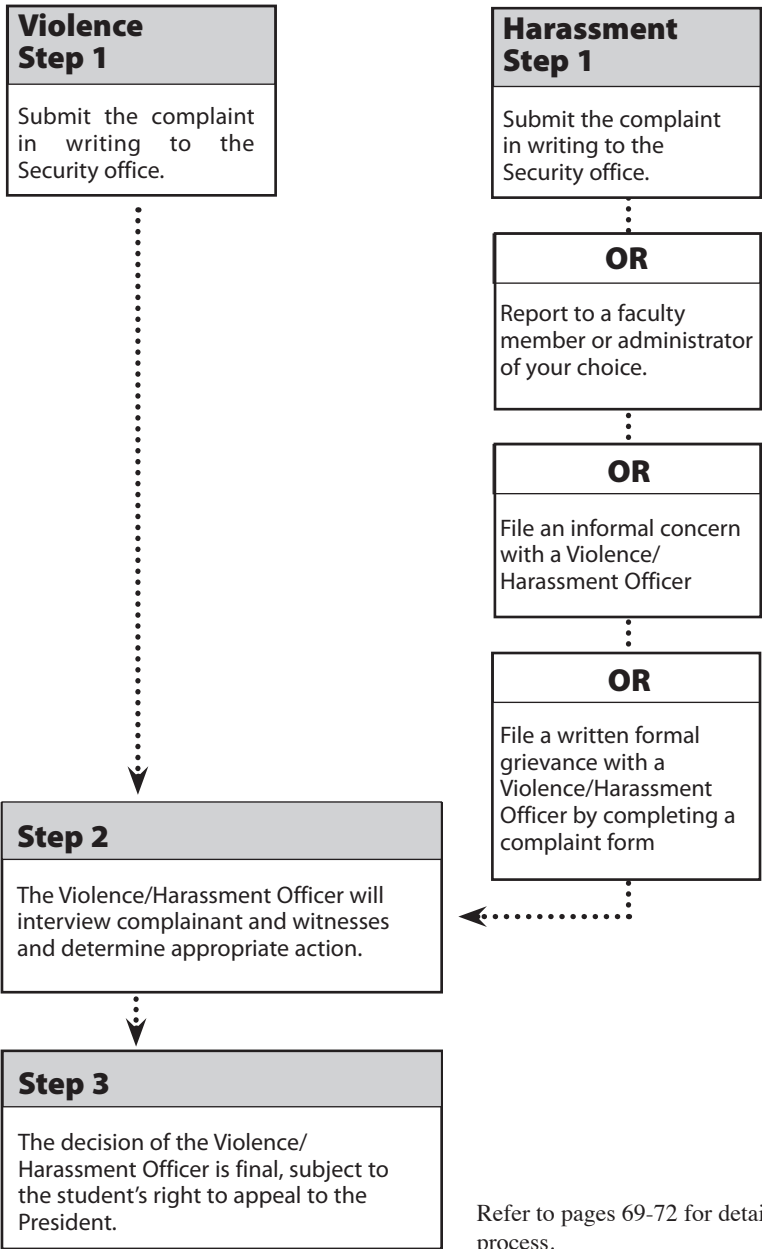 Violence
Step 1
Submit the complaint
in writing to the
Security office.
Harassment
Step 1
Submit the complaint
in writing to the
Security office.
OR
Report to a faculty
member or administrator
of your choice.
OR
File an informal concern
with a Violence/
Harassment Officer
OR
File a written formal
grievance with a
Violence/Harassment
Officer by completing a
complaint form
Step 2
The Violence/Harassment Officer will
interview complainant and witnesses
and determine appropriate action.
Step 3
The decision of the Violence/
Harassment Officer is final, subject to
the student's right to appeal to the
President.
Refer to pages 69-72 for
process.